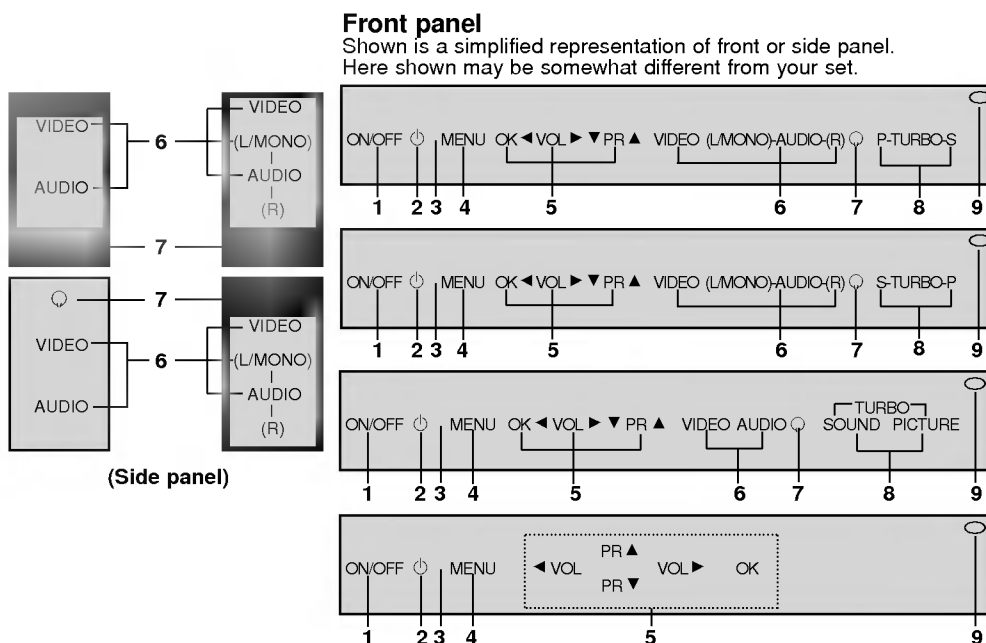 Front panel
Shown is a simplified representation of front or side panel.
Here shown may be somewhat different from your set.
VIDEO
AUDIO
6
VIDEO
(L/MONO)
AUDIO
(R)
7
7
VIDEO
AUDIO
6
VIDEO
(L/MONO)
AUDIO
(R)
(Side panel)
ON/OFF MENU OK ◄ VOL ► ▼ PR ▲ VIDEO (L/MONO)-AUDIO-(R) P-TURBO-S
1 2 3 4 5 6 7 8 9
ON/OFF MENU OK ◄ VOL ► ▼ PR ▲ VIDEO (L/MONO)-AUDIO-(R) S-TURBO-P
1 2 3 4 5 6 7 8 9
TURBO
ON/OFF MENU OK ◄ VOL ► ▼ PR ▲ VIDEO AUDIO SOUND PICTURE
1 2 3 4 5 6 7 8 9
PR ▲
ON/OFF MENU ◄ VOL VOL ► OK
PR ▼
1 2 3 4 5 9